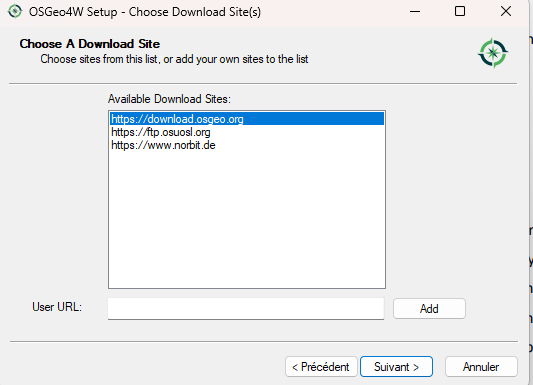 OSGeo4W Setup - Choose Download Site(s)
Choose A Download Site
Choose sites from this list, or add your own sites to the list
Available Download Sites:
https://download.osgeo.org
https://ftp.osuosl.org
https://www.norbit.de
User URL:
Add
< Précédent
Suivant >
Annuler